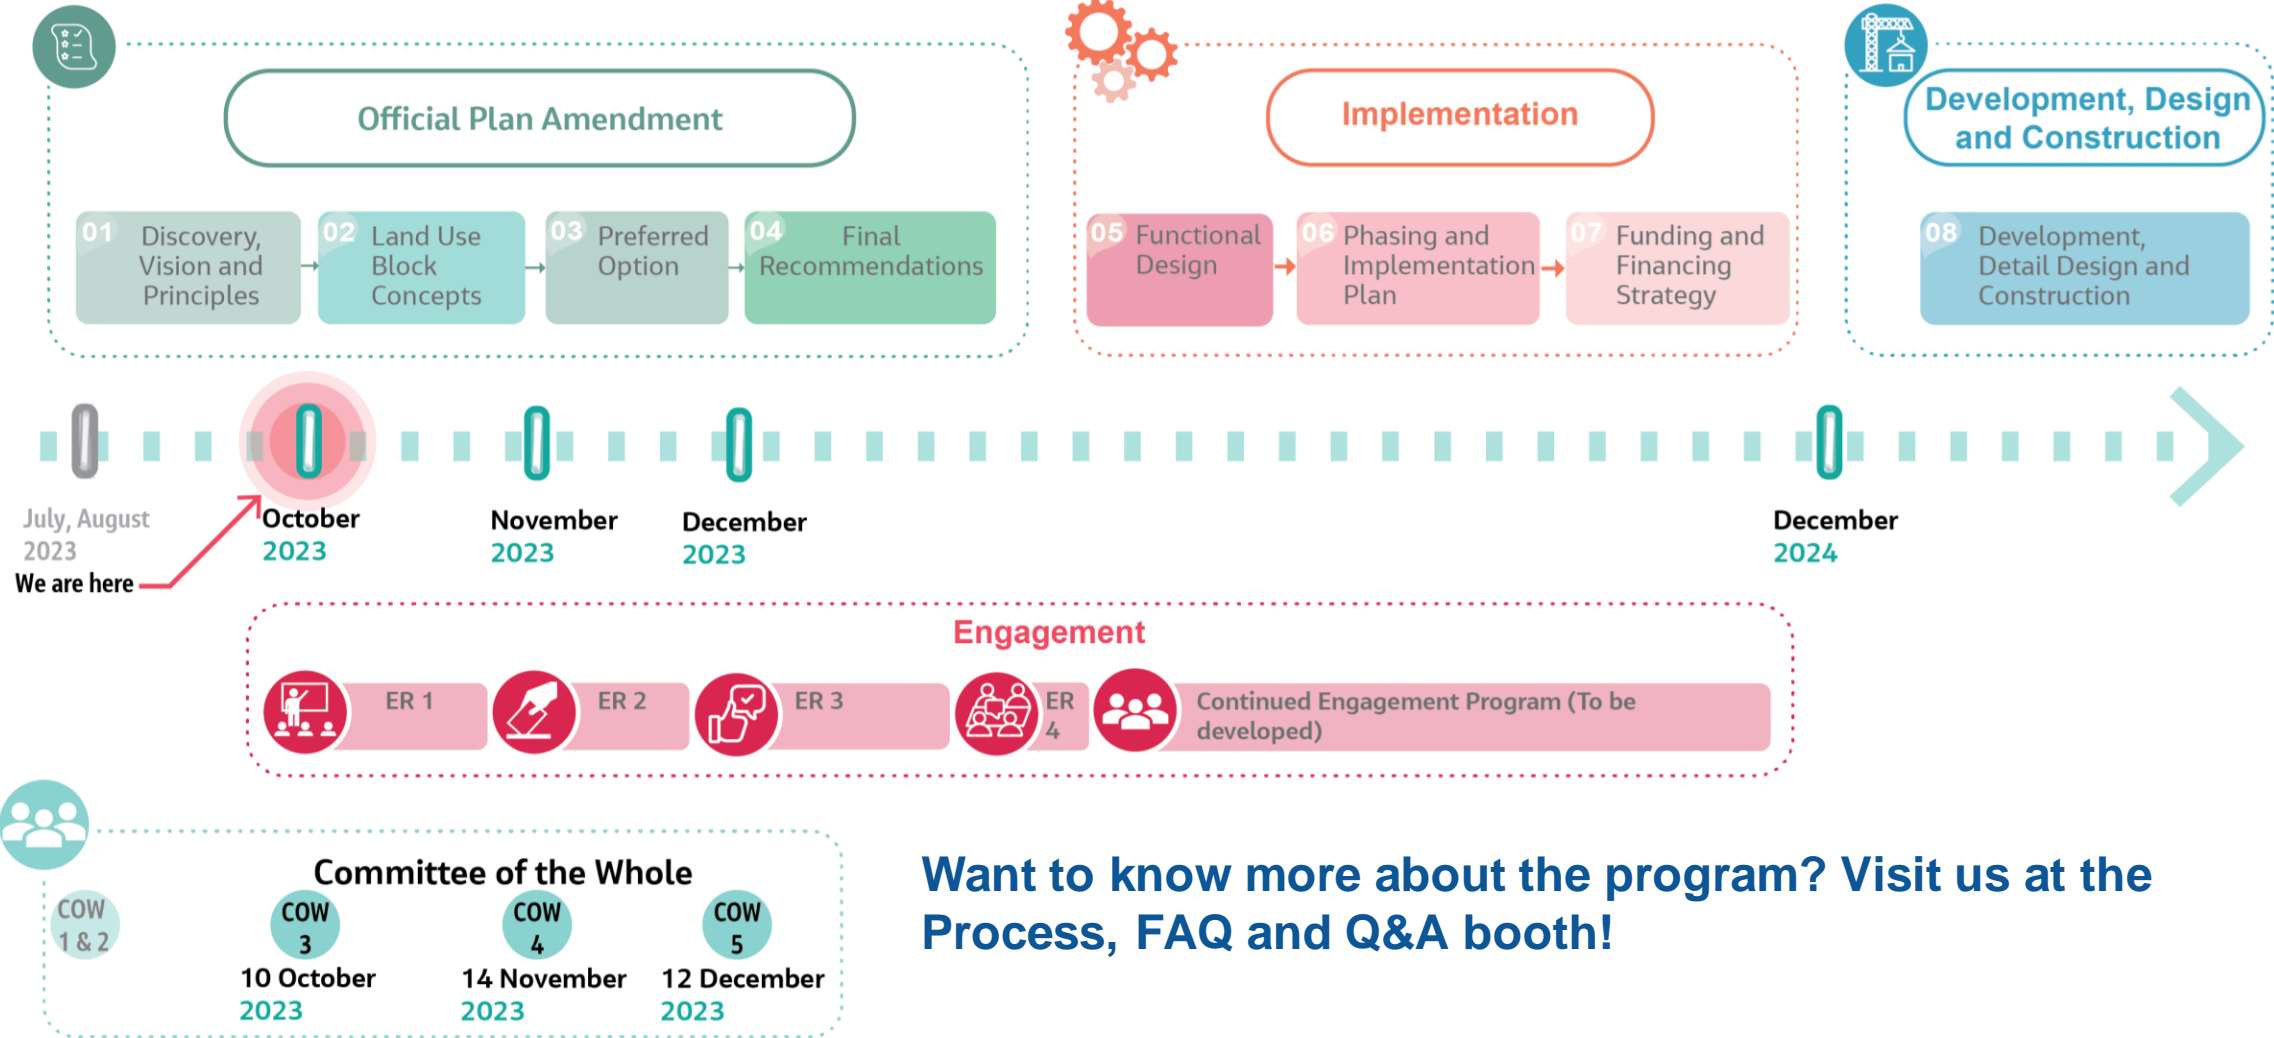 Official Plan Amendment
Implementation
Development, Design
and Construction
01 Discovery,
Vision and
Principles
02 Land Use
Block
Concepts
03 Preferred
Option
04 Final
Recommendations
05 Functional
Design
06 Phasing and
Implementation
Plan
07 Funding and
Financing
Strategy
08 Development,
Detail Design and
Construction
July, August
2023
We are here
October
2023
November
2023
December
2023
December
2024
Engagement
ER 1
ER 2
ER 3
ER
4
Continued Engagement Program (To be
developed)
Committee of the Whole
COW
1 & 2
COW
3
10 October
2023
COW
4
14 November
2023
COW
5
12 December
2023
Want to know more about the program? Visit us at the
Process, FAQ and Q&A booth!